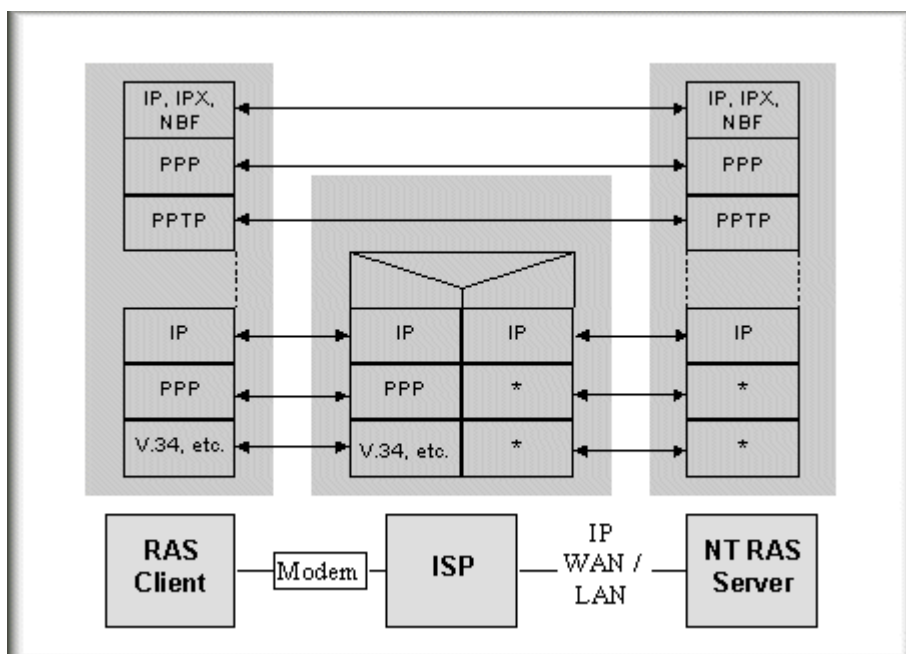 IP, IPX,
NBF
IP, IPX,
NBF
PPP
PPP
PPTP
PPTP
IP
IP
IP
IP
PPP
PPP
*
*
V.34, etc.
V.34, etc.
*
*
RAS
Client
Modem
ISP
IP
WAN /
LAN
NT RAS
Server